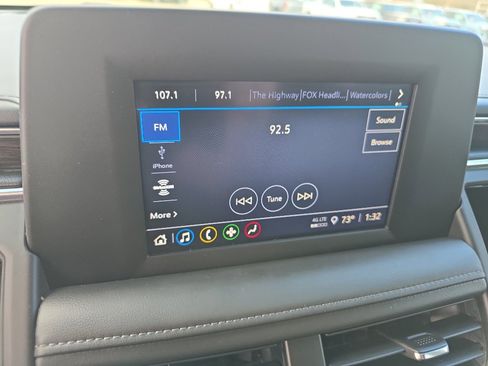 107.1 97.1 The Highway FOX Headli... Watercolors
FM
92.5
Sound
Browse
iPhone
More >
Tune
4G LTE 73° 1:32